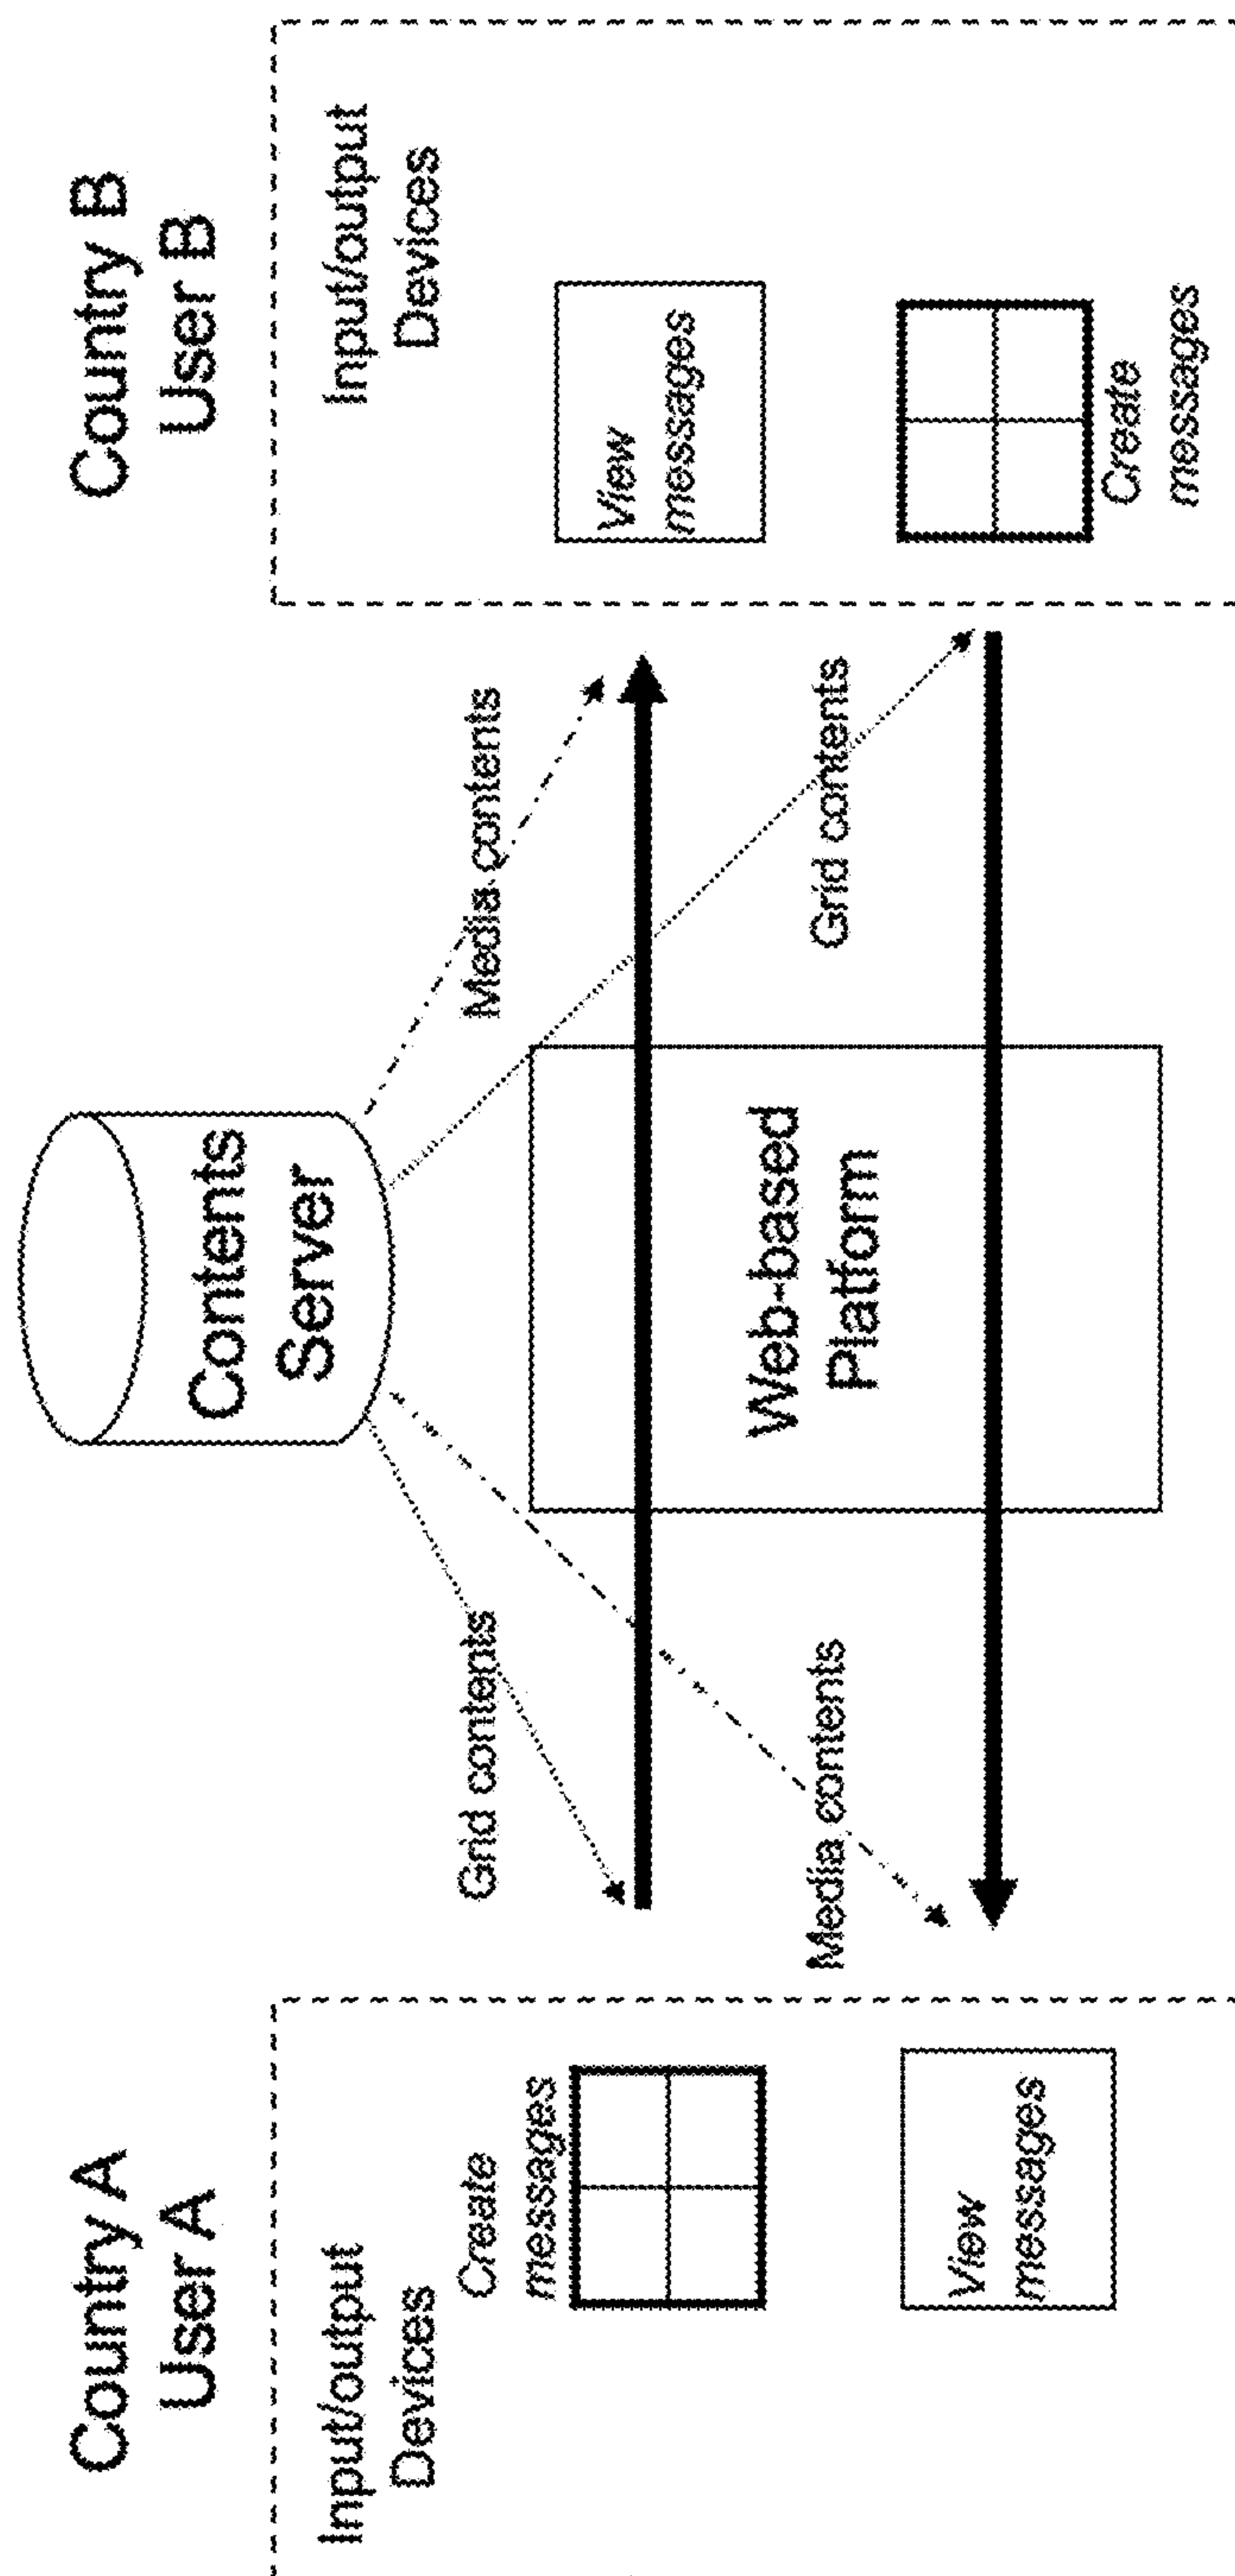 Country A
User A
Input/output
Devices
Create
messages
View
messages
Contents
Server
Grid contents
Media contents
Web-based
Platform
Media contents
Grid contents
Country B
User B
Input/output
Devices
View
messages
Create
messages